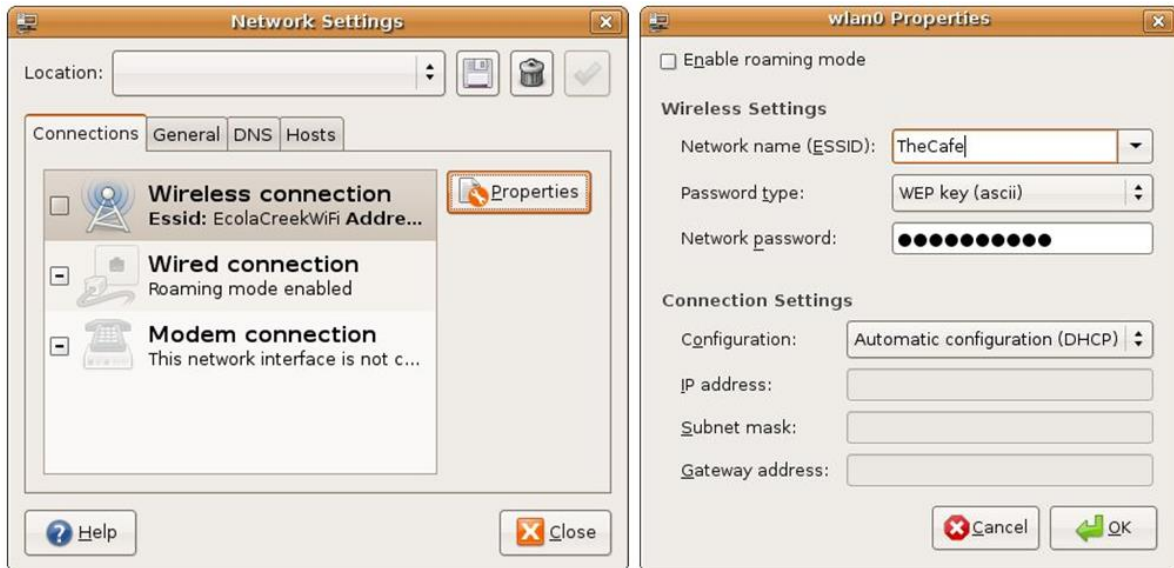 Network Settings
Location:
Connections General DNS Hosts
Wireless connection
Essid: EcolaCreekWiFi Addre...
Properties
Wired connection
Roaming mode enabled
Modem connection
This network interface is not c...
Help
Close
wlan0 Properties
Enable roaming mode
Wireless Settings
Network name (ESSID): TheCafe
Password type: WEP key (ascii)
Network password: ●●●●●●●●●●
Connection Settings
Configuration: Automatic configuration (DHCP)
IP address:
Subnet mask:
Gateway address:
Cancel OK